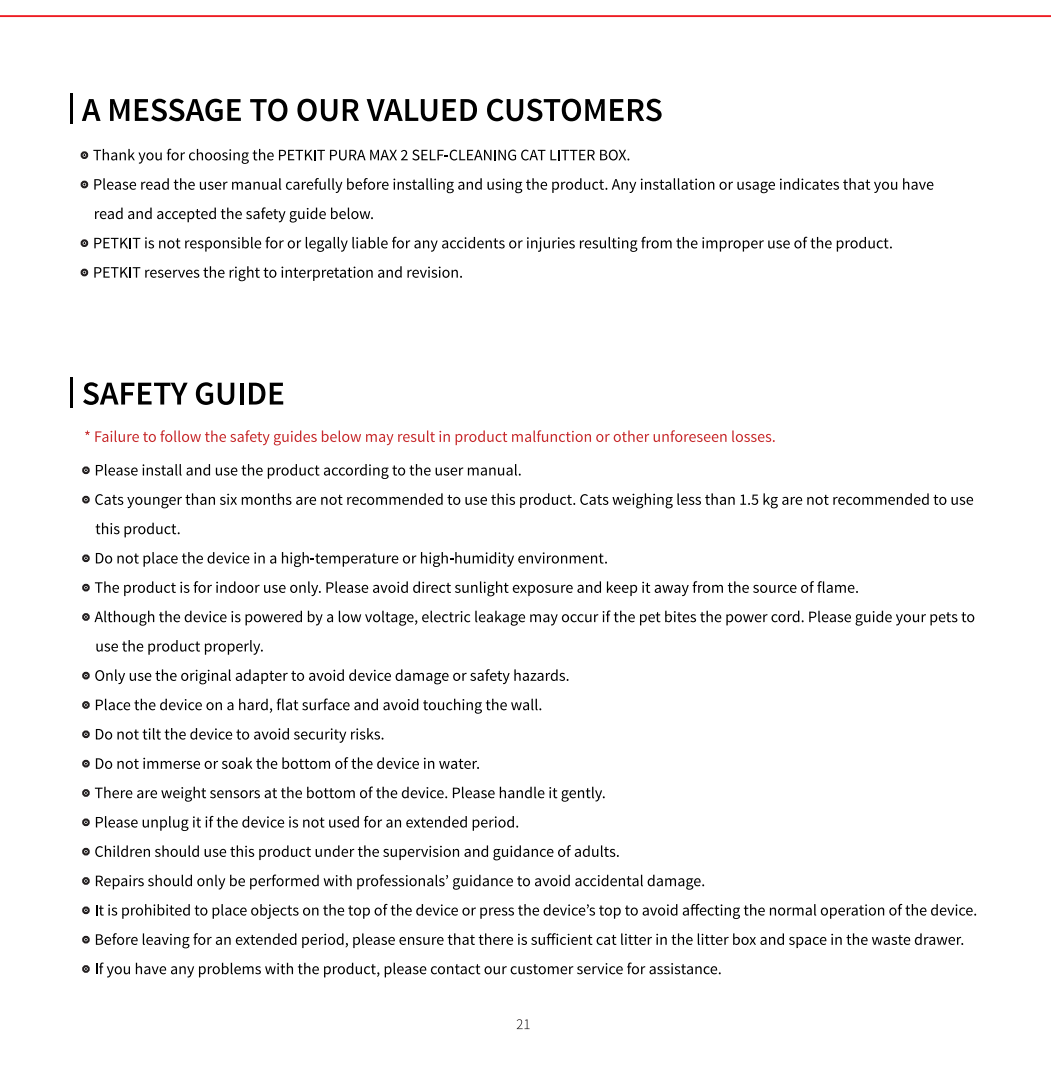 A MESSAGE TO OUR VALUED CUSTOMERS
Thank you for choosing the PETKIT PURA MAX 2 SELF-CLEANING CAT LITTER BOX.
Please read the user manual carefully before installing and using the product. Any installation or usage indicates that you have
read and accepted the safety guide below.
PETKIT is not responsible for or legally liable for any accidents or injuries resulting from the improper use of the product.
PETKIT reserves the right to interpretation and revision.
SAFETY GUIDE
* Failure to follow the safety guides below may result in product malfunction or other unforeseen losses.
Please install and use the product according to the user manual.
Cats younger than six months are not recommended to use this product. Cats weighing less than 1.5 kg are not recommended to use
this product.
Do not place the device in a high-temperature or high-humidity environment.
The product is for indoor use only. Please avoid direct sunlight exposure and keep it away from the source of flame.
Although the device is powered by a low voltage, electric leakage may occur if the pet bites the power cord. Please guide your pets to
use the product properly.
Only use the original adapter to avoid device damage or safety hazards.
Place the device on a hard, flat surface and avoid touching the wall.
Do not tilt the device to avoid security risks.
Do not immerse or soak the bottom of the device in water.
There are weight sensors at the bottom of the device. Please handle it gently.
Please unplug it if the device is not used for an extended period.
Children should use this product under the supervision and guidance of adults.
Repairs should only be performed with professionals’ guidance to avoid accidental damage.
It is prohibited to place objects on the top of the device or press the device’s top to avoid affecting the normal operation of the device.
Before leaving for an extended period, please ensure that there is sufficient cat litter in the litter box and space in the waste drawer.
If you have any problems with the product, please contact our customer service for assistance.
21